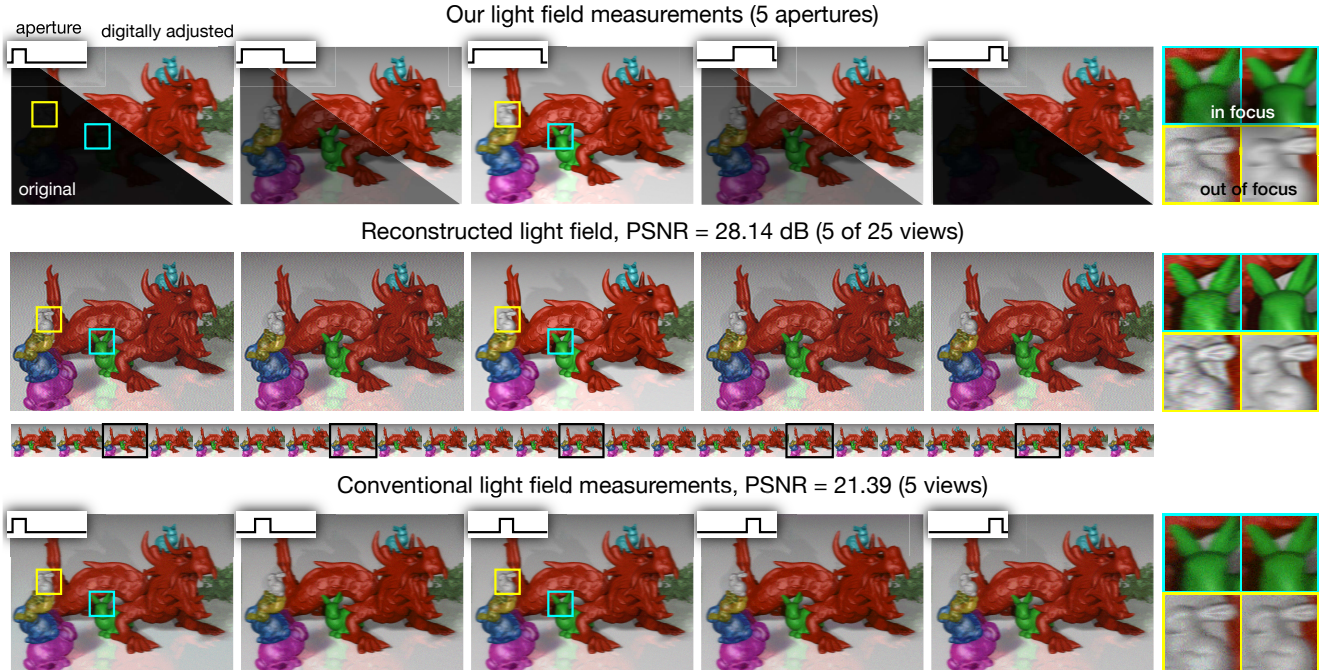 Our light field measurements (5 apertures)
aperture
digitally adjusted
original
in focus
out of focus
Reconstructed light field, PSNR = 28.14 dB (5 of 25 views)
Conventional light field measurements, PSNR = 21.39 (5 views)